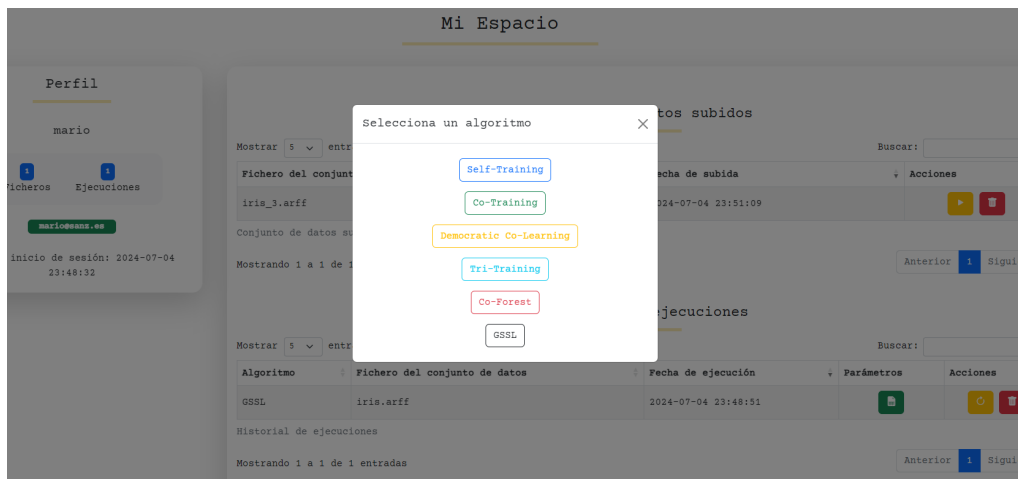 Mi Espacio
Perfil
mario
1 1
Ficheros Ejecuciones
mario@sanz.es
inicio de sesión: 2024-07-04
23:48:32
tos subidos
Mostrar 5 entr
Buscar:
Fichero del conjunt
echa de subida
Acciones
iris_3.arff
024-07-04 23:51:09
Conjunto de datos su
Mostrando 1 a 1 de 1
Anterior 1 Sigui
Selecciona un algoritmo
Self-Training
Co-Training
Democratic Co-Learning
Tri-Training
Co-Forest
GSSL
ejecuciones
Mostrar 5 entr
Buscar:
Algoritmo Fichero del conjunto de datos Fecha de ejecución Parámetros Acciones
GSSL iris.arff 2024-07-04 23:48:51
Historial de ejecuciones
Mostrando 1 a 1 de 1 entradas
Anterior 1 Sigui